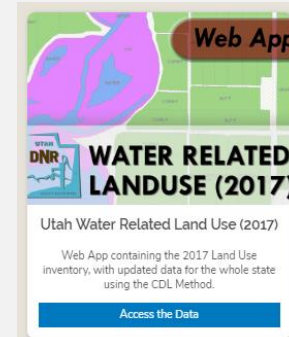 Web App
UTAH
DNR
WATER RELATED
LANDUSE (2017)
Utah Water Related Land Use (2017)
Web App containing the 2017 Land Use
inventory, with updated data for the whole state
using the CDL Method.
Access the Data